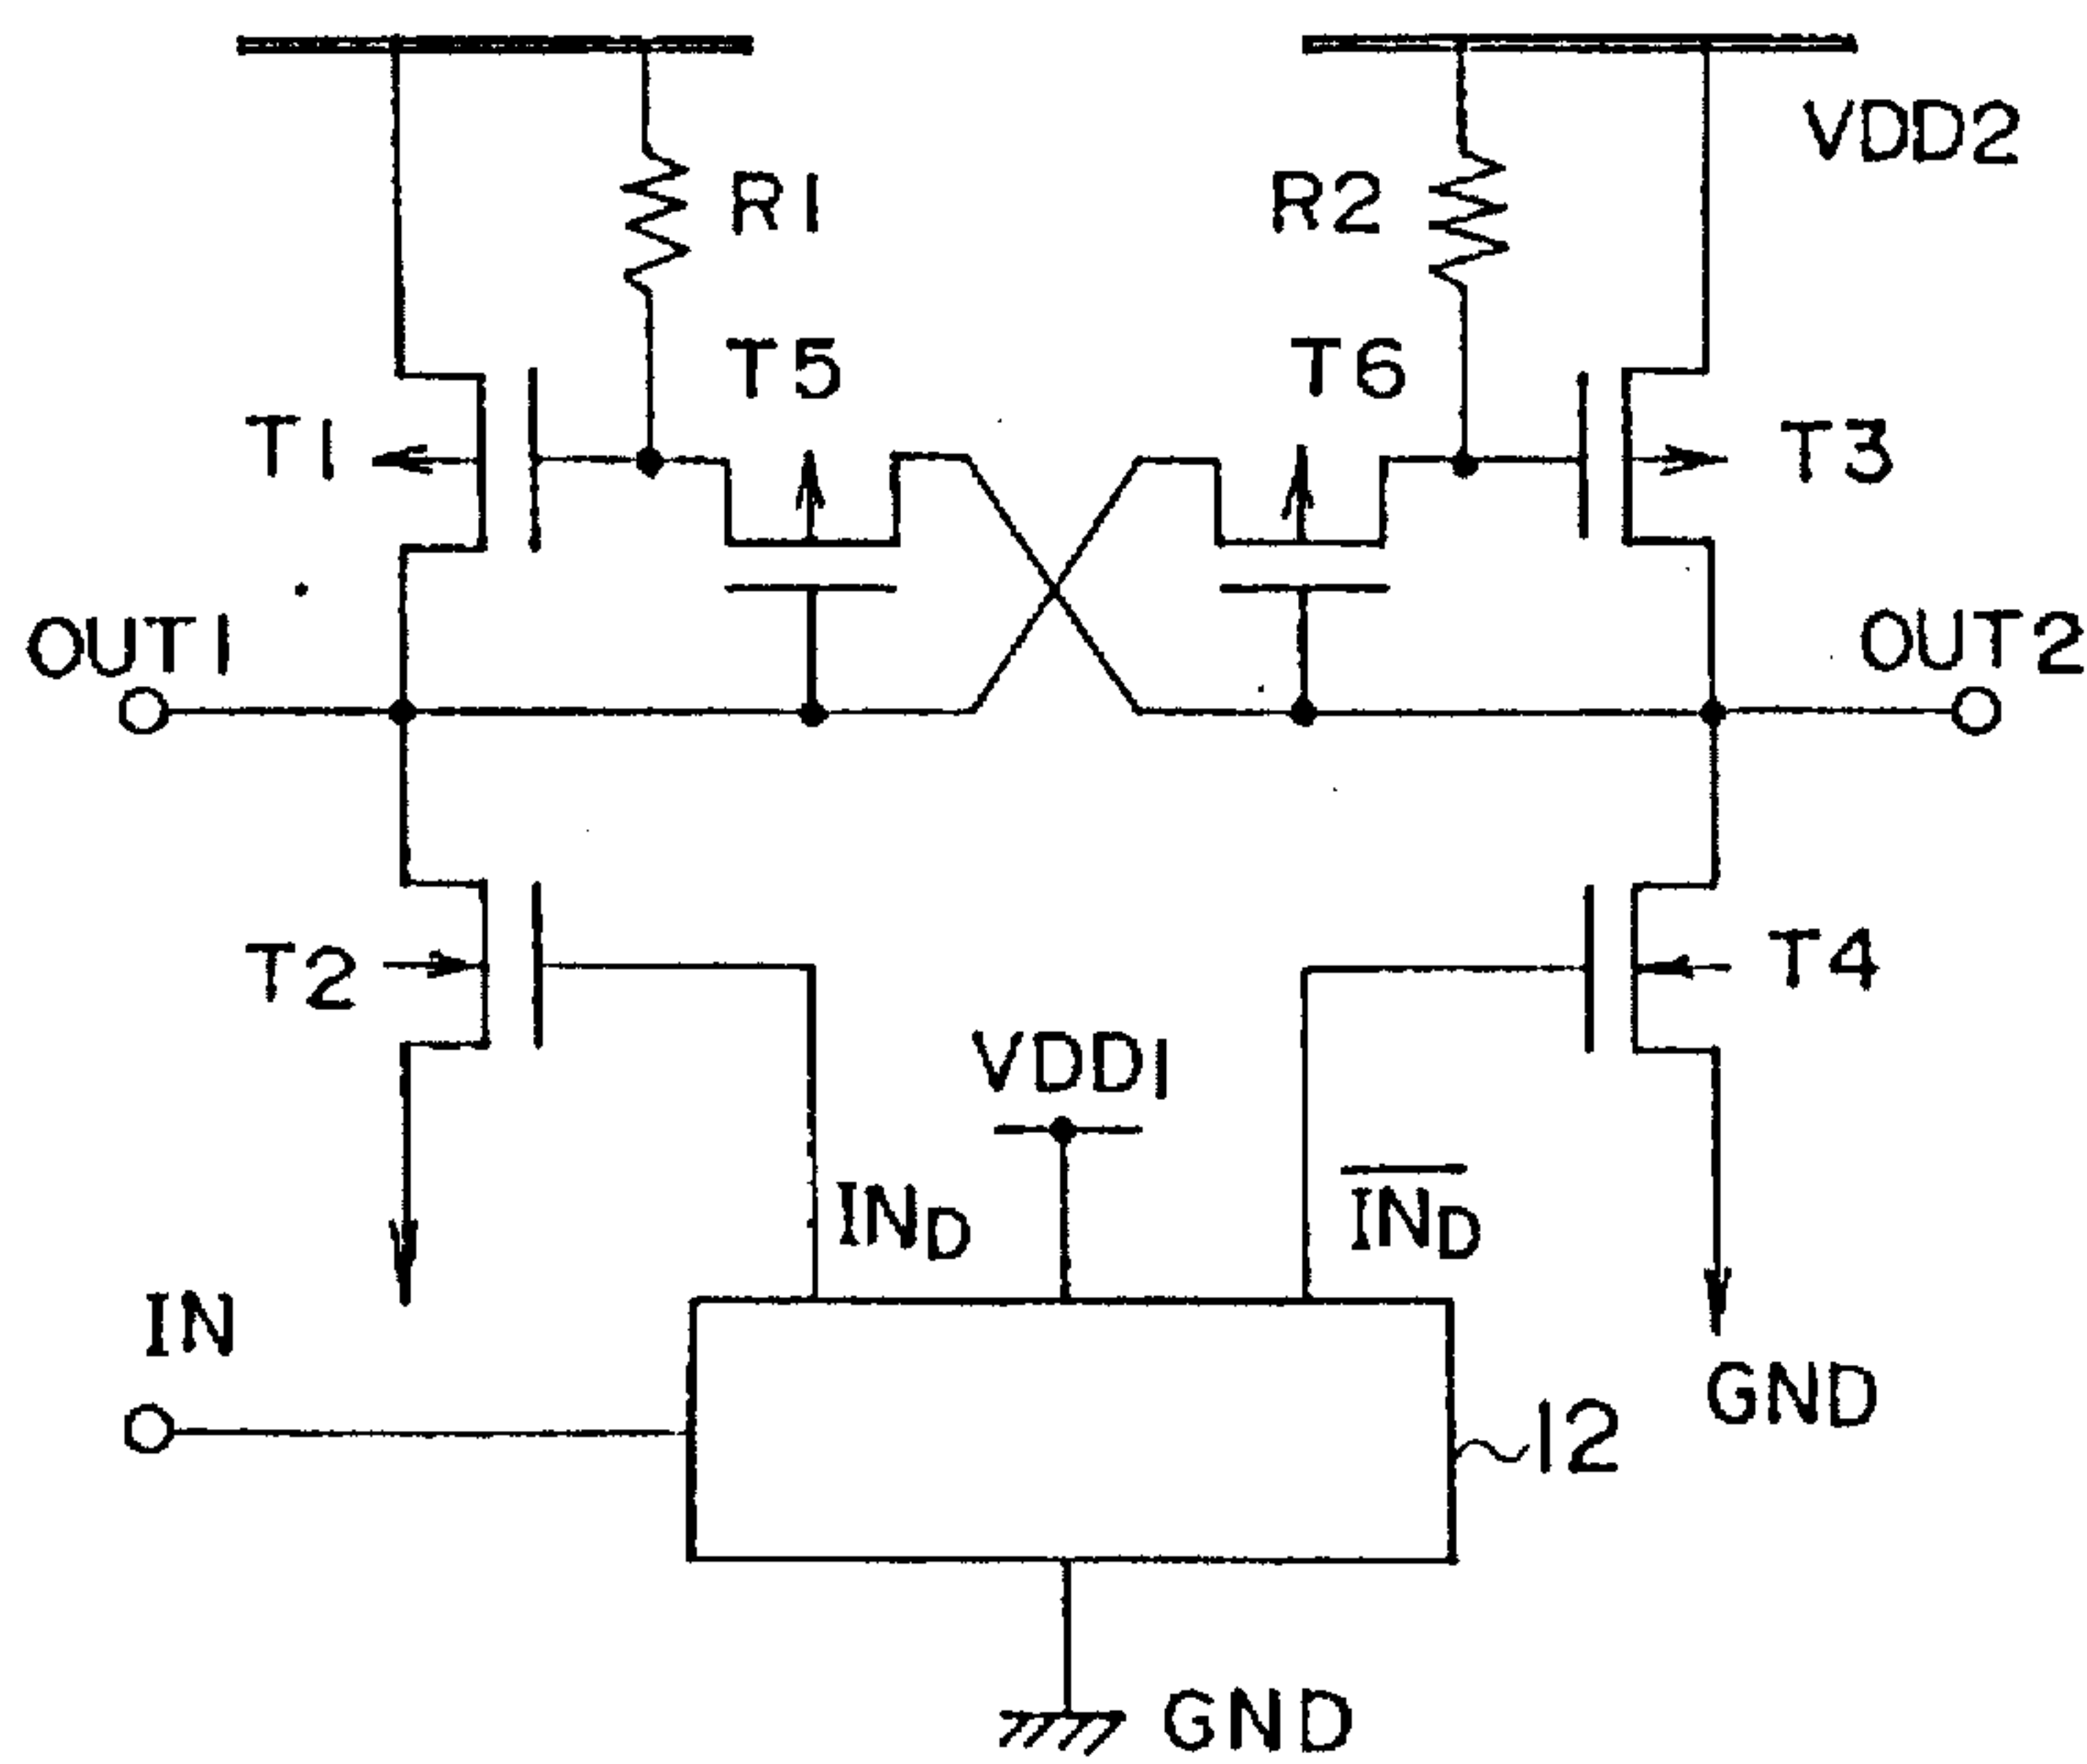 VDD2
R1
R2
T5
T6
T1
T3
OUT1
OUT2
T2
T4
VDD1
IND
IND
IN
GND
12
GND